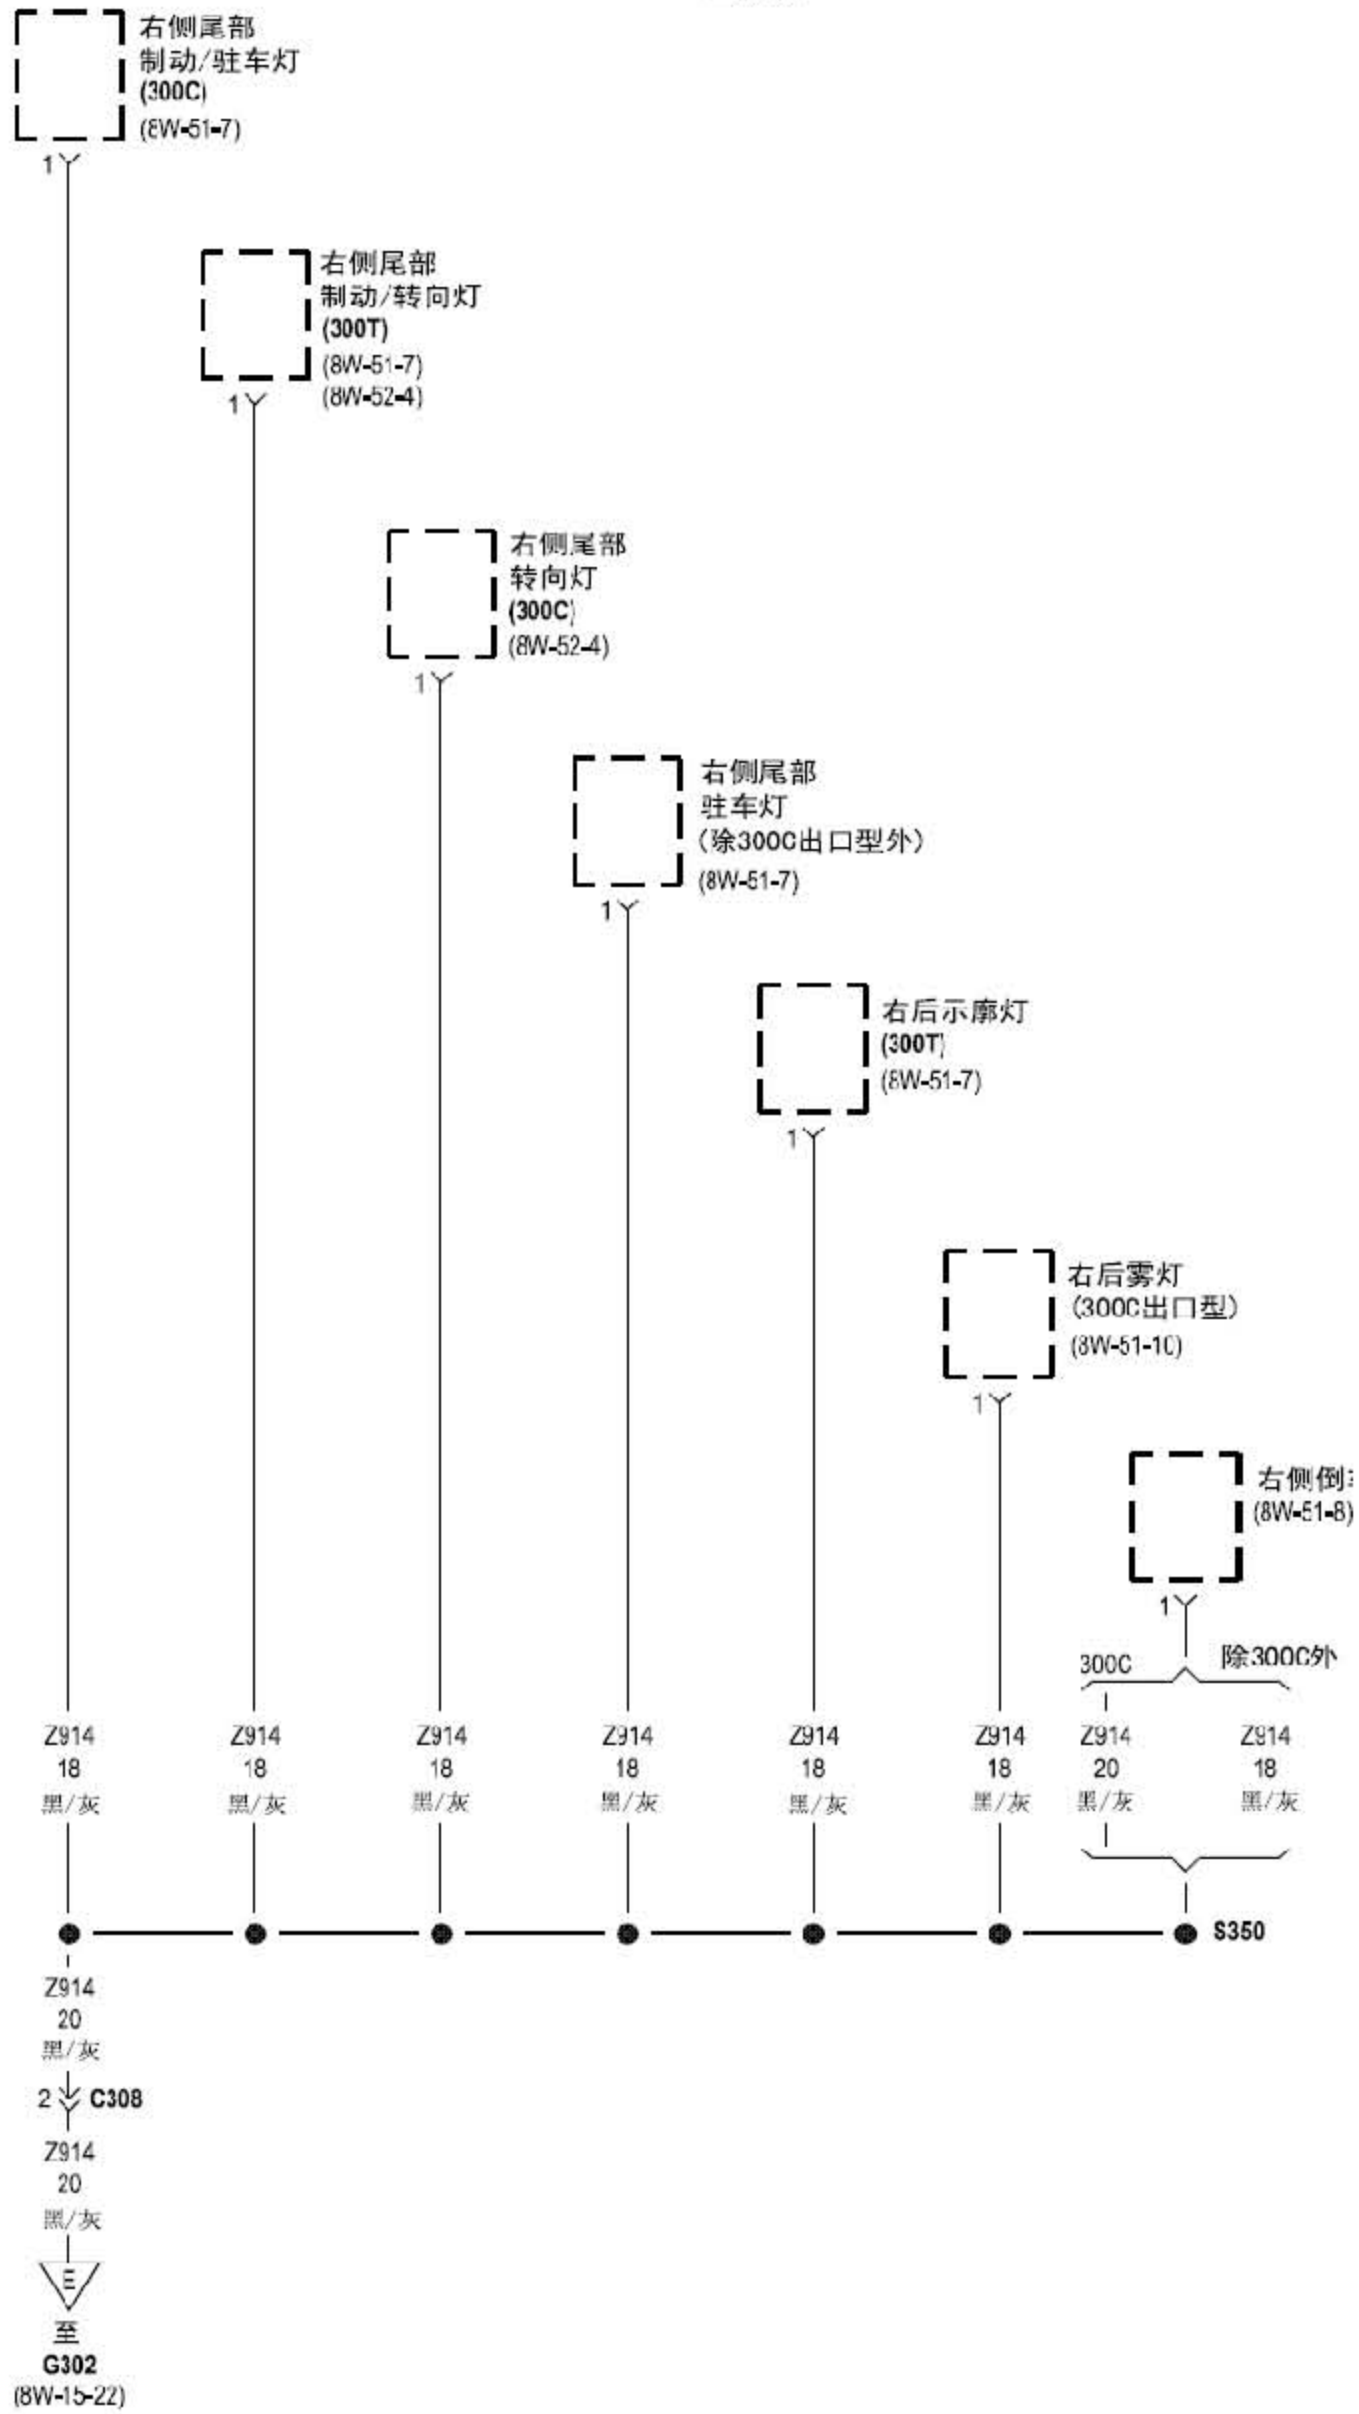 右侧尾部
制动/驻车灯
(300C)
(8W-51-7)
1
右侧尾部
制动/转向灯
(300T)
(8W-51-7)
(8W-52-4)
1
右侧尾部
转向灯
(300C)
(8W-52-4)
1
右侧尾部
驻车灯
(除300C出口型外)
(8W-51-7)
1
右后示廓灯
(300T)
(8W-51-7)
1
右后雾灯
(300C出口型)
(8W-51-10)
1
右侧倒
(8W-51-8)
1
300C 除300C外
Z914 Z914 Z914 Z914 Z914 Z914 Z914 Z914
18 18 18 18 18 18 20 18
黑/灰 黑/灰 黑/灰 黑/灰 黑/灰 黑/灰 黑/灰 黑/灰
S350
Z914
20
黑/灰
2 C308
Z914
20
黑/灰
E
至
G302
(8W-15-22)